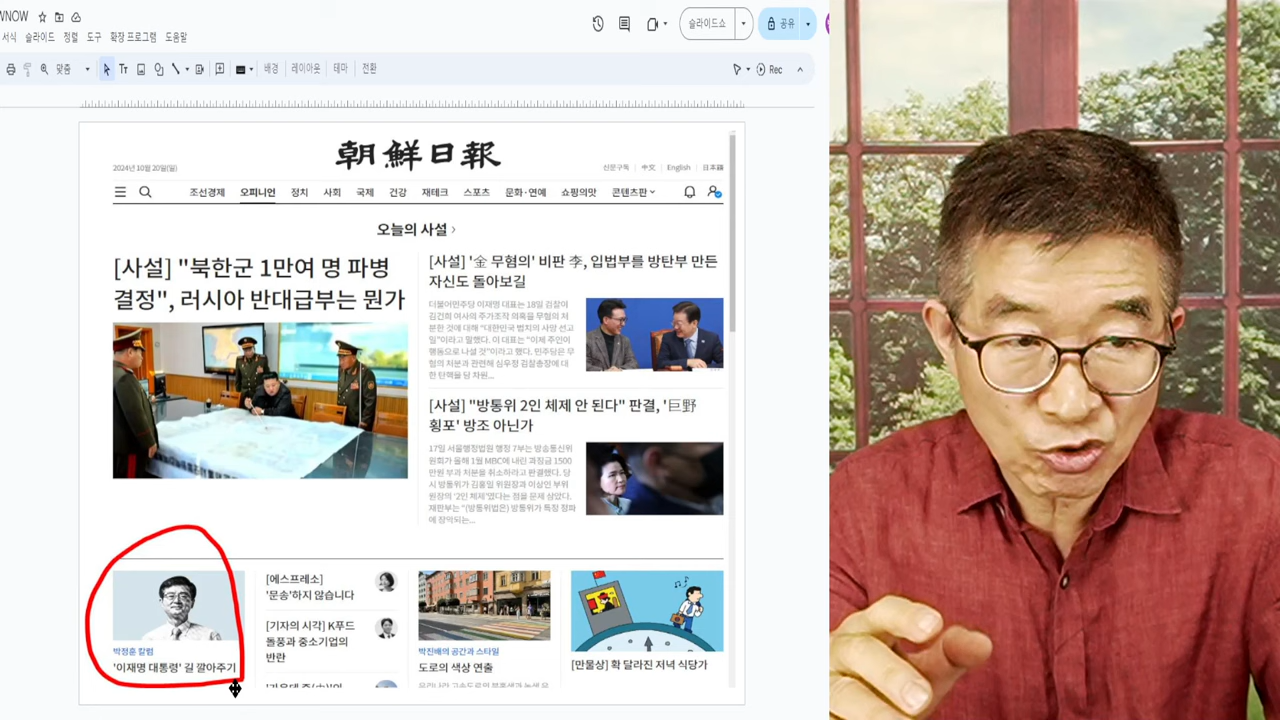 WNOW
서식 슬라이드 정렬 도구 확장 프로그램 도움말
슬라이드쇼
공유
맞춤
배경 레이아웃 테마 전환
Rec
2024년 10월 20일(일)
朝鮮日報
신문구독 中文 English 日本語
조선경제 오피니언 정치 사회 국제 건강 재테크 스포츠 문화·연예 쇼핑의맛 콘텐츠판
오늘의 사설 >
[사설] "북한군 1만여 명 파병
결정", 러시아 반대급부는 뭔가
[사설] '金 무혐의' 비판 李, 입법부를 방탄부 만든
자신도 돌아보길
더불어민주당 이재명 대표는 18일 검찰이
김건희 여사의 주가조작 의혹을 무혐의 처
분한 것에 대해 "대한민국 법치의 사망 선고
일"이라고 말했다. 이 대표는 "이제 주인이
행동으로 나설 것"이라고 했다. 민주당은 무
혐의 처분과 관련해 심우정 검찰총장에 대
한 탄핵을 당 차원...
[사설] "방통위 2인 체제 안 된다" 판결, '巨野
횡포' 방조 아닌가
17일 서울행정법원 행정 7부는 방송통신위
원회가 올해 1월 MBC에 내린 과징금 1500
만원 부과 처분을 취소하라고 판결했다. 당
시 방통위가 김홍일 위원장과 이상인 부위
원장의 '2인 체제'였다는 점을 문제 삼았다.
재판부는 "(방통위법은) 방통위가 특정 정파
에 장악되는...
박정훈 칼럼
'이재명 대통령' 길 깔아주기
[에스프레소]
'문송'하지 않습니다
[기자의 시각] K푸드
돌풍과 중소기업의
반란
박진배의 공간과 스타일
도로의 색상 연출
[만물상] 확 달라진 저녁 식당가